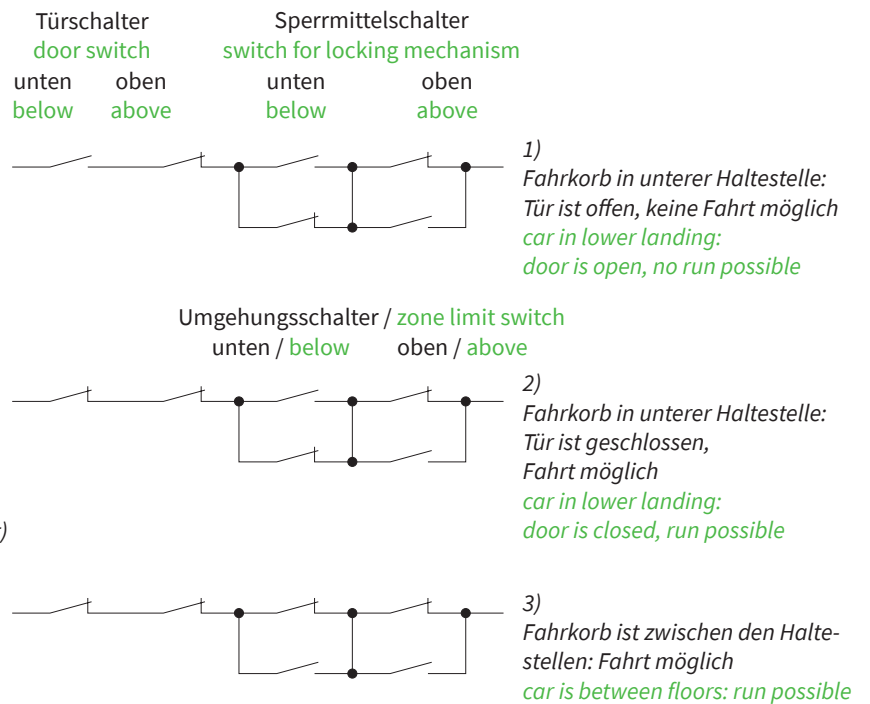 Türschalter
door switch
unten oben
below above
Sperrmittelschalter
switch for locking mechanism
unten oben
below above
1)
Fahrkorb in unterer Haltestelle:
Tür ist offen, keine Fahrt möglich
car in lower landing:
door is open, no run possible
Umgehungsschalter / zone limit switch
unten / below oben / above
2)
Fahrkorb in unterer Haltestelle:
Tür ist geschlossen,
Fahrt möglich
car in lower landing:
door is closed, run possible
3)
Fahrkorb ist zwischen den Halte-
stellen: Fahrt möglich
car is between floors: run possible